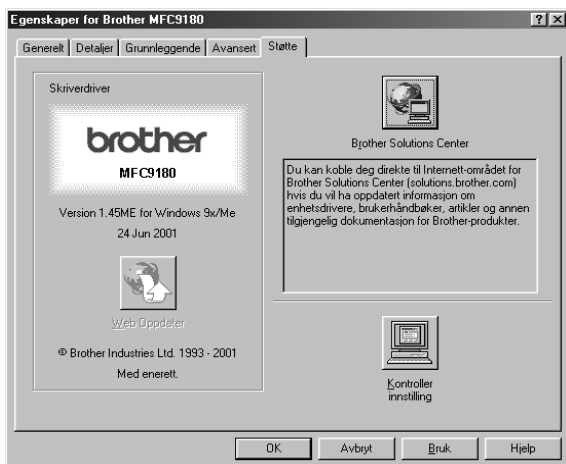 Egenskaper for Brother MFC9180
Generelt Detaljer Grunnleggende Avansert Støtte
Skriverdriver
brother
MFC9180
Version 1.45ME for Windows 9x/Me
24 Jun 2001
Web Oppdater
© Brother Industries Ltd. 1993 - 2001
Med enerett.
Brother Solutions Center
Du kan koble deg direkte til Internett-området for
Brother Solutions Center (solutions.brother.com)
hvis du vil ha oppdatert informasjon om
enhetsdrivere, brukerhåndbøker, artikler og annen
tilgjengelig dokumentasjon for Brother-produkter.
Kontroller
innstilling
OK Avbryt Bruk Hjelp